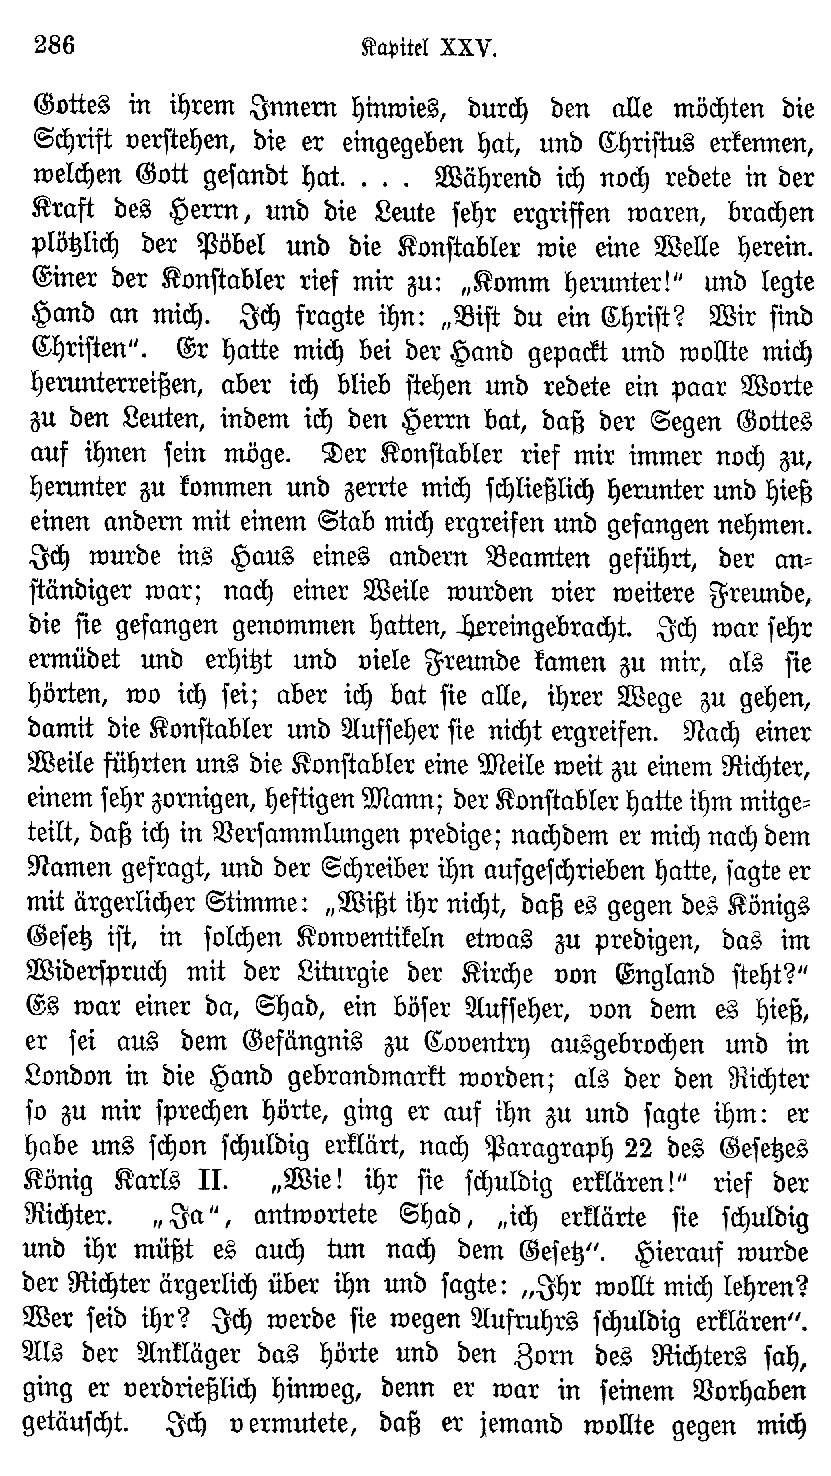 286 Kapitel XXV.
Gottes in ihrem Innern hinwies, durch den alle möchten die
Schrift verstehen, die er eingegeben hat, und Christus erkennen,
welchen Gott gesandt hat. . . . Während ich noch redete in der
Kraft des Herrn, und die Leute sehr ergriffen waren, brachen
plötzlich der Pöbel und die Konstabler wie eine Welle herein.
Einer der Konstabler rief mir zu: „Komm herunter!“ und legte
Hand an mich. Ich fragte ihn: „Bist du ein Christ? Wir sind
Christen“. Er hatte mich bei der Hand gepackt und wollte mich
herunterreißen, aber ich blieb stehen und redete ein paar Worte
zu den Leuten, indem ich den Herrn bat, daß der Segen Gottes
auf ihnen sein möge. Der Konstabler rief mir immer noch zu,
herunter zu kommen und zerrte mich schließlich herunter und hieß
einen andern mit einem Stab mich ergreifen und gefangen nehmen.
Ich wurde ins Haus eines andern Beamten geführt, der an-
ständiger war; nach einer Weile wurden vier weitere Freunde,
die sie gefangen genommen hatten, hereingebracht. Ich war sehr
ermüdet und erhitzt und viele Freunde kamen zu mir, als sie
hörten, wo ich sei; aber ich bat sie alle, ihrer Wege zu gehen,
damit die Konstabler und Aufseher sie nicht ergreifen. Nach einer
Weile führten uns die Konstabler eine Meile weit zu einem Richter,
einem sehr zornigen, heftigen Mann; der Konstabler hatte ihm mitge-
teilt, daß ich in Versammlungen predige; nachdem er mich nach dem
Namen gefragt, und der Schreiber ihn aufgeschrieben hatte, sagte er
mit ärgerlicher Stimme: „Wißt ihr nicht, daß es gegen des Königs
Gesetz ist, in solchen Konventikeln etwas zu predigen, das im
Widerspruch mit der Liturgie der Kirche von England steht?“
Es war einer da, Shad, ein böser Aufseher, von dem es hieß,
er sei aus dem Gefängnis zu Coventry ausgebrochen und in
London in die Hand gebrandmarkt worden; als der den Richter
so zu mir sprechen hörte, ging er auf ihn zu und sagte ihm: er
habe uns schon schuldig erklärt, nach Paragraph 22 des Gesetzes
König Karls II. „Wie! ihr sie schuldig erklären!“ rief der
Richter. „Ja“, antwortete Shad, „ich erklärte sie schuldig
und ihr müßt es auch tun nach dem Gesetz“. Hierauf wurde
der Richter ärgerlich über ihn und sagte: „Ihr wollt mich lehren?
Wer seid ihr? Ich werde sie wegen Aufruhrs schuldig erklären“.
Als der Ankläger das hörte und den Zorn des Richters sah,
ging er verdrießlich hinweg, denn er war in seinem Vorhaben
getäuscht. Ich vermutete, daß er jemand wollte gegen mich